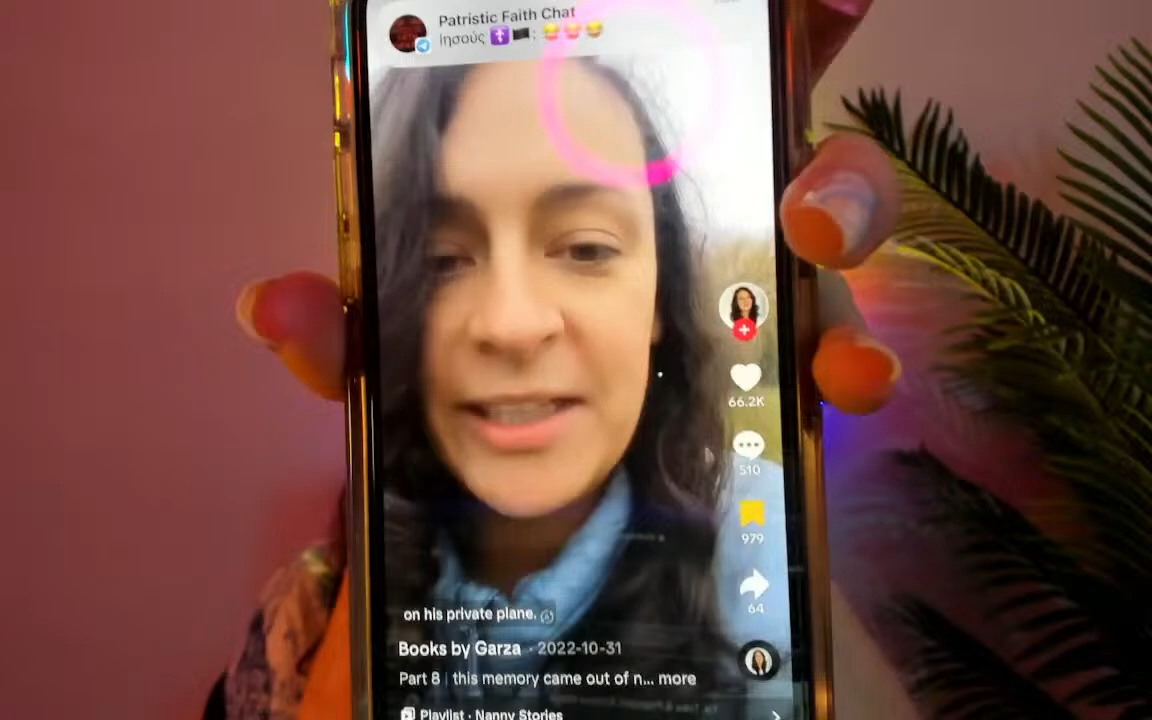 Patristic Faith Chat
Ἰησούς ✝️🏴: 😂😂😂
66.2K
510
979
64
on his private plane.
Books by Garza · 2022-10-31
Part 8 | this memory came out of n... more
Playlist · Nanny Stories